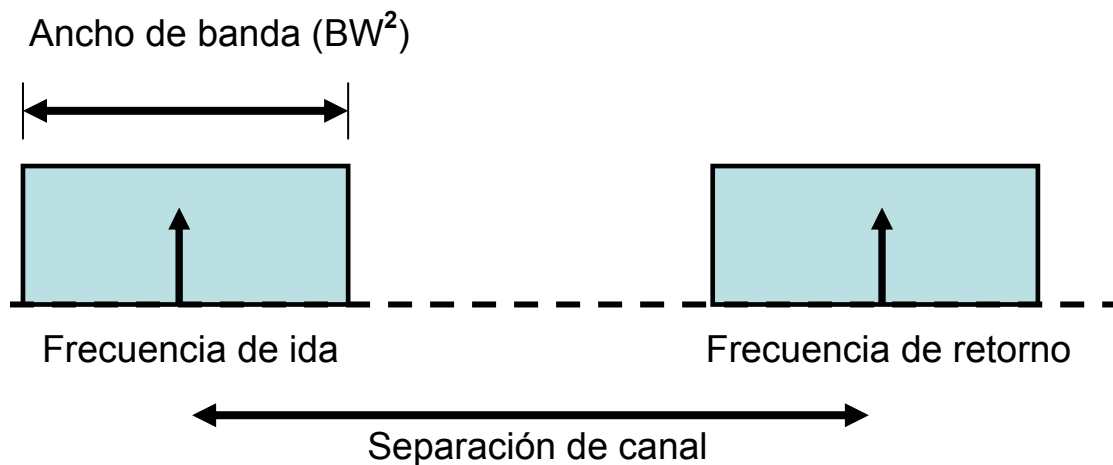 Ancho de banda (BW²)
Frecuencia de ida
Frecuencia de retorno
Separación de canal